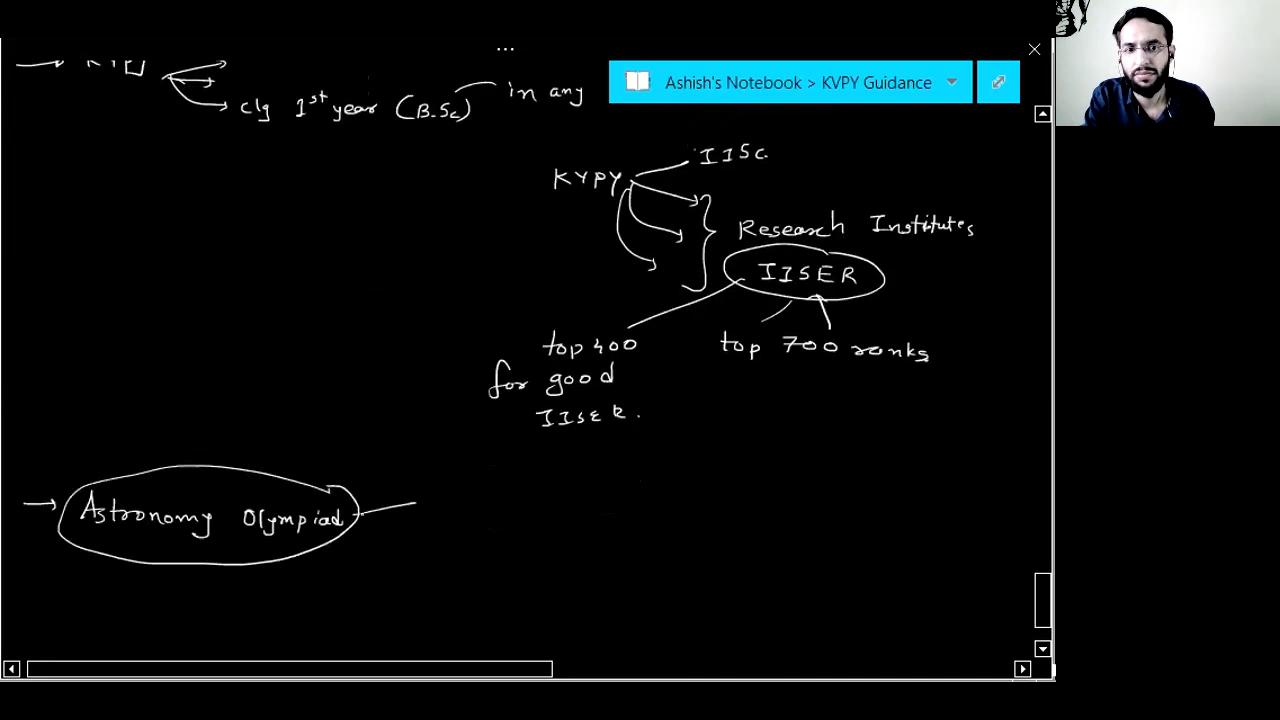 Ashish's Notebook > KVPY Guidance
clg 1st year (B.Sc) in any
KYPY
IISc
Research Institutes
IISER
top 400
for good
IISER.
top 700 ranks
Astronomy Olympiad